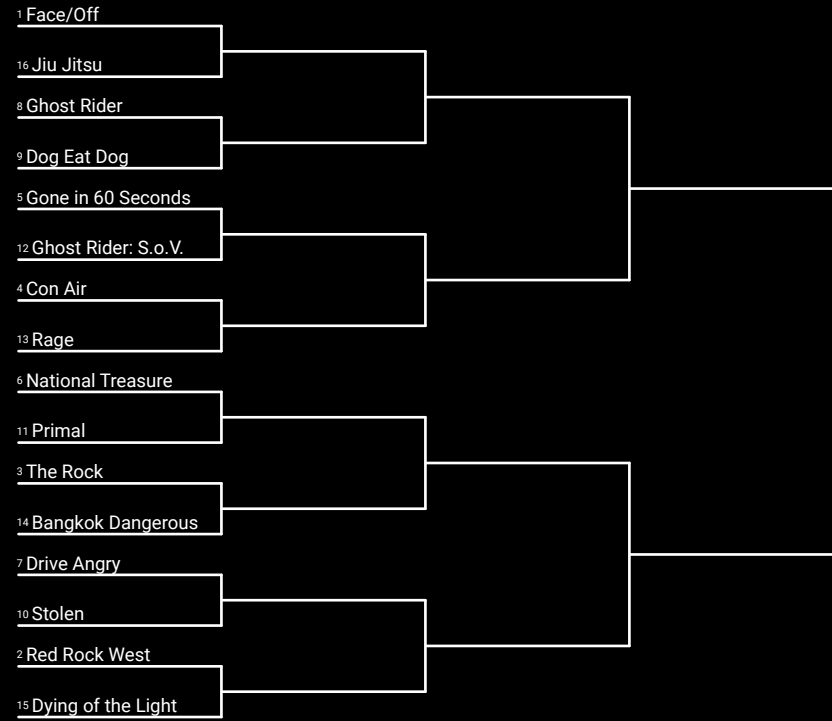 1 Face/Off
16 Jiu Jitsu
8 Ghost Rider
9 Dog Eat Dog
5 Gone in 60 Seconds
12 Ghost Rider: S.o.V.
4 Con Air
13 Rage
6 National Treasure
11 Primal
3 The Rock
14 Bangkok Dangerous
7 Drive Angry
10 Stolen
2 Red Rock West
15 Dying of the Light